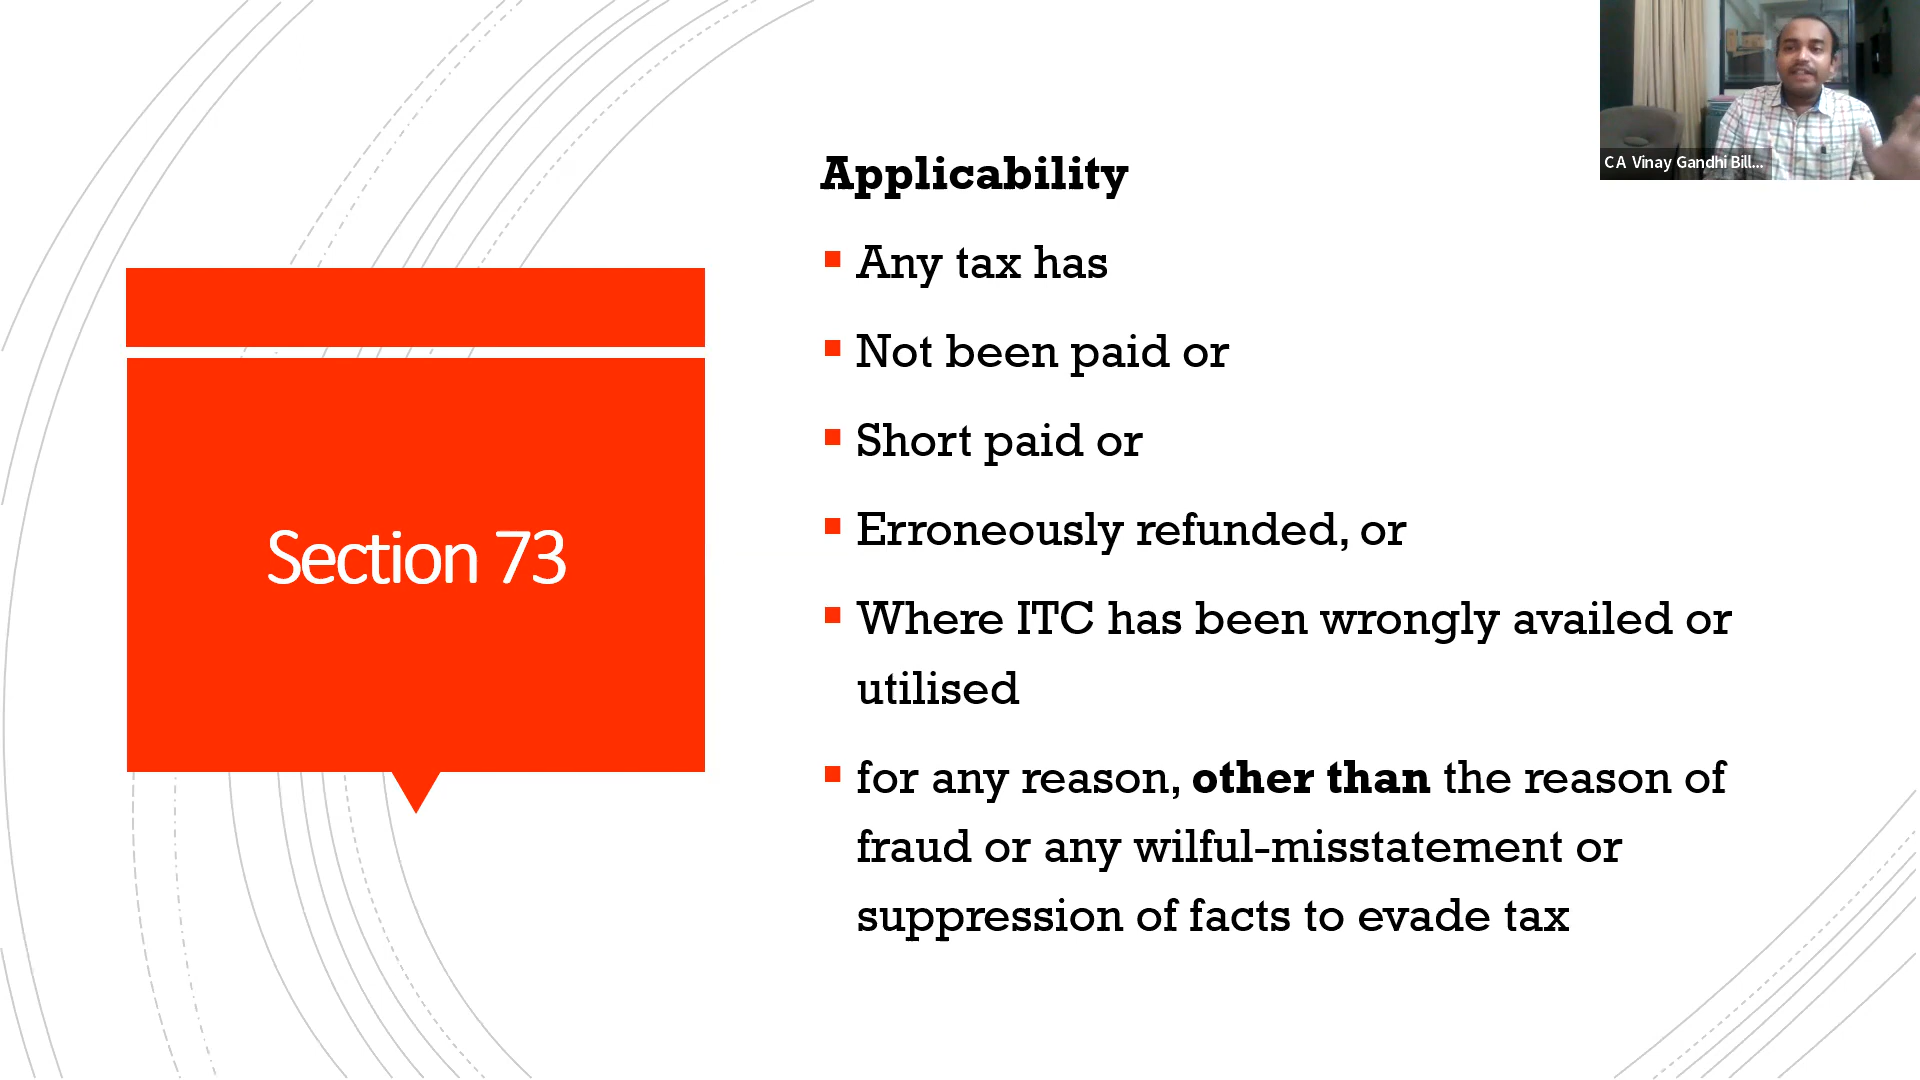 Section 73
Applicability
Any tax has
Not been paid or
Short paid or
Erroneously refunded, or
Where ITC has been wrongly availed or
utilised
for any reason, other than the reason of
fraud or any wilful-misstatement or
suppression of facts to evade tax
CA Vinay Gandhi Bill...